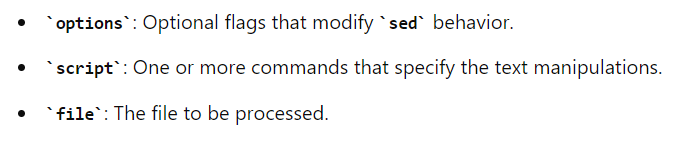 • `options`: Optional flags that modify `sed` behavior.
• `script`: One or more commands that specify the text manipulations.
• `file`: The file to be processed.